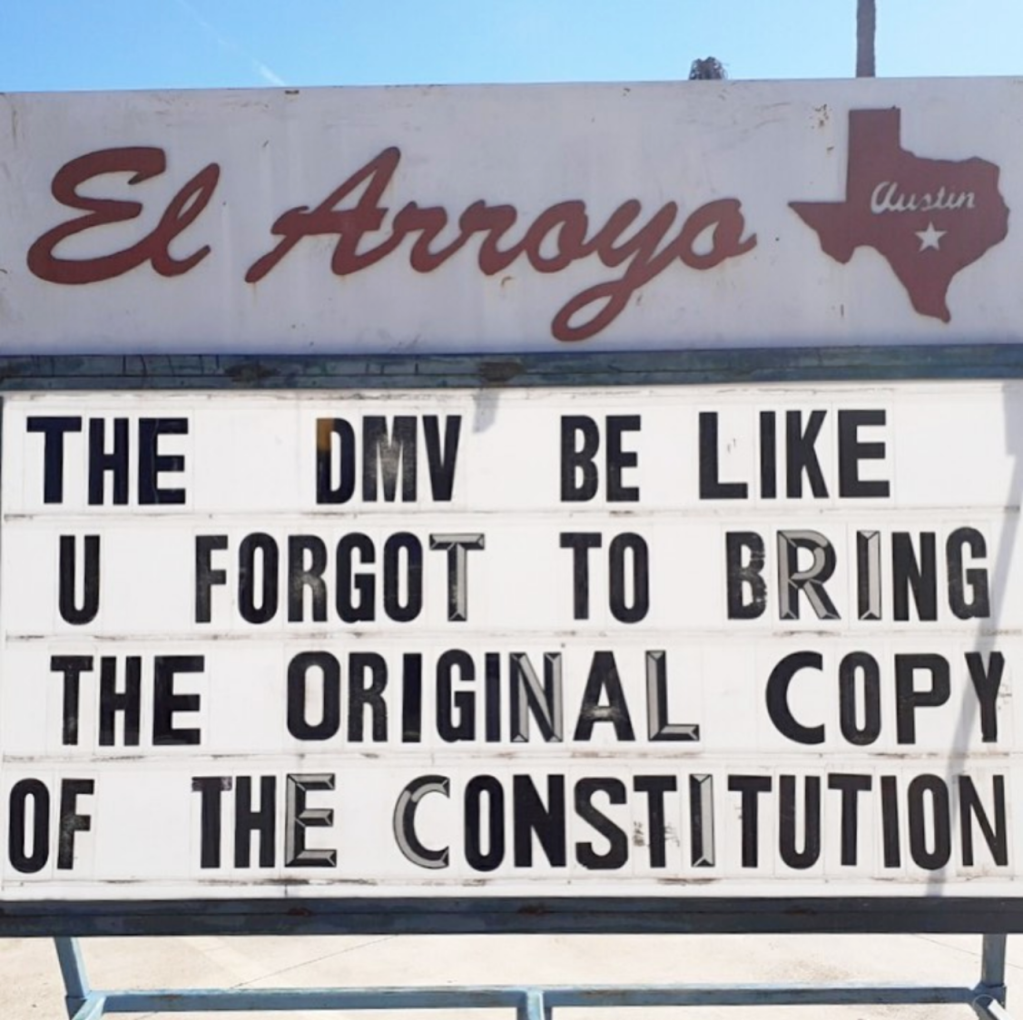 El Arroyo
Austin
THE DMV BE LIKE
U FORGOT TO BRING
THE ORIGINAL COPY
OF THE CONSTITUTION